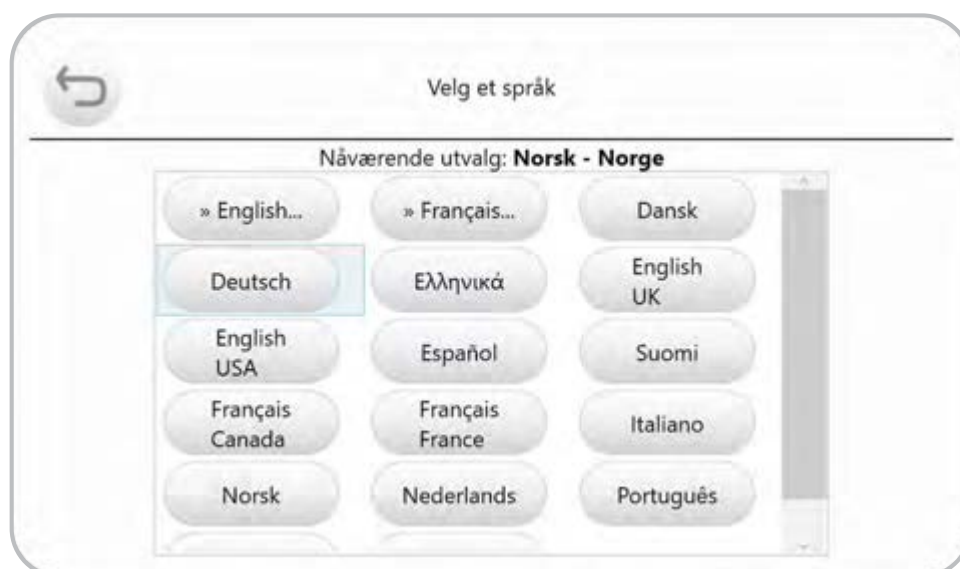 Velg et språk
Nåværende utvalg: Norsk - Norge
» English...
» Français...
Dansk
Deutsch
Ελληνικά
English
UK
English
USA
Español
Suomi
Français
Canada
Français
France
Italiano
Norsk
Nederlands
Português